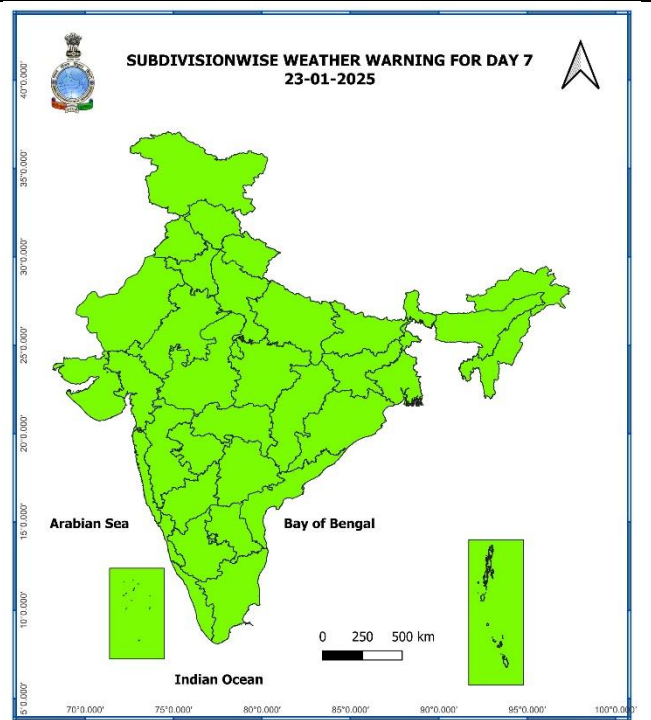 SUBDIVISIONWISE WEATHER WARNING FOR DAY 7
23-01-2025
40°0.000'
35°0.000'
30°0.000'
25°0.000'
20°0.000'
15°0.000'
10°0.000'
5°0.000'
Arabian Sea
Bay of Bengal
0 250 500 km
Indian Ocean
70°0.000' 75°0.000' 80°0.000' 85°0.000' 90°0.000' 95°0.000' 100°0.000'